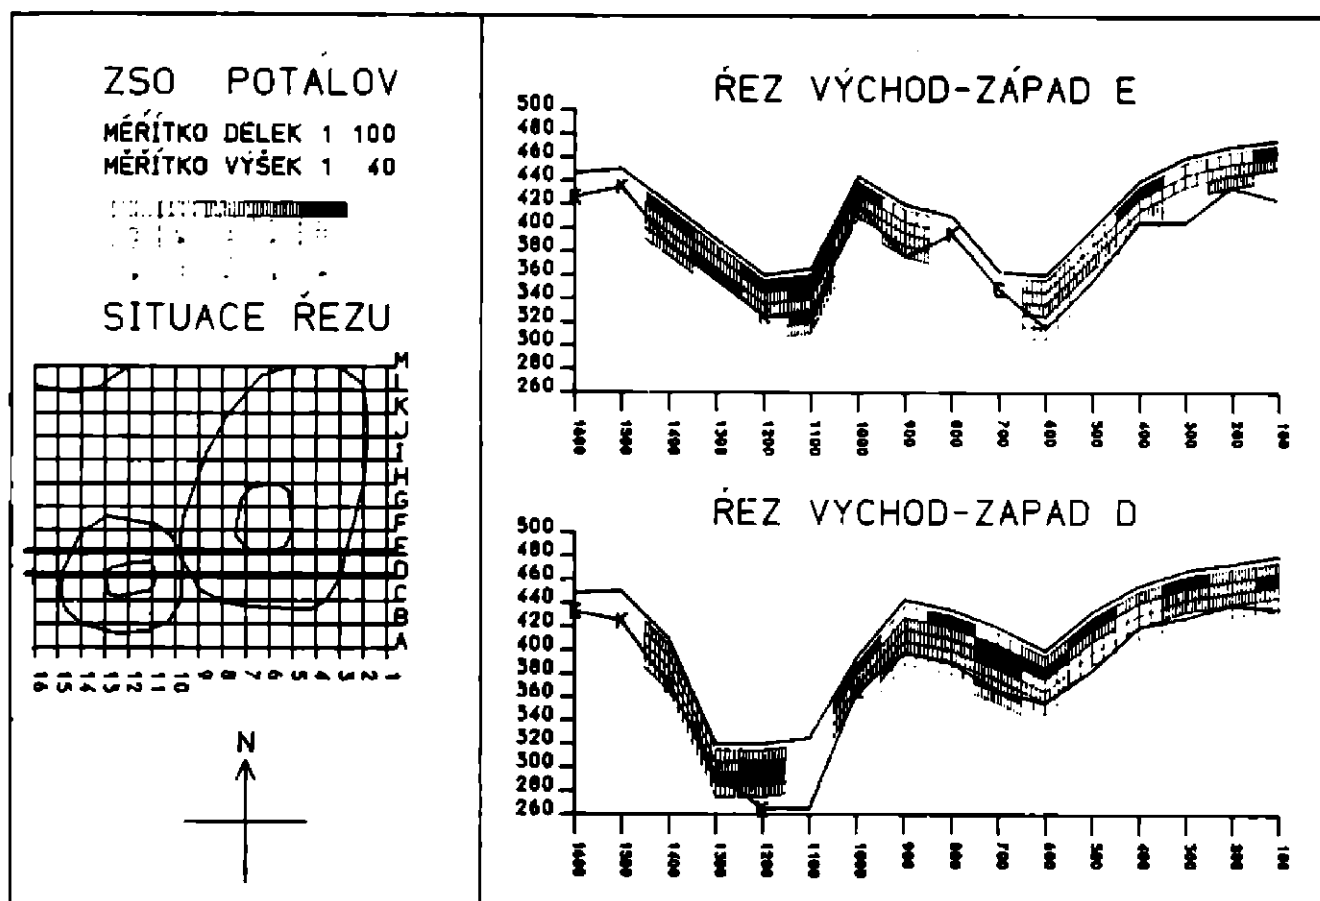 ZSO POTÁLOV
MĚŘÍTKO DELEK 1 100
MĚŘÍTKO VÝŠEK 1 40
SITUACE ŘEZU
M
L
K
J
I
H
G
F
E
D
C
B
A
16 15 14 13 12 11 10 9 8 7 6 5 4 3 2 1
N
ŘEZ VÝCHOD-ZÁPAD E
500
480
460
440
420
400
380
360
340
320
300
280
260
1600 1500 1400 1300 1200 1100 1000 900 800 700 600 500 400 300 200 100
ŘEZ VYCHOD-ZAPAD D
500
480
460
440
420
400
380
360
340
320
300
280
260
1600 1500 1400 1300 1200 1100 1000 900 800 700 600 500 400 300 200 100